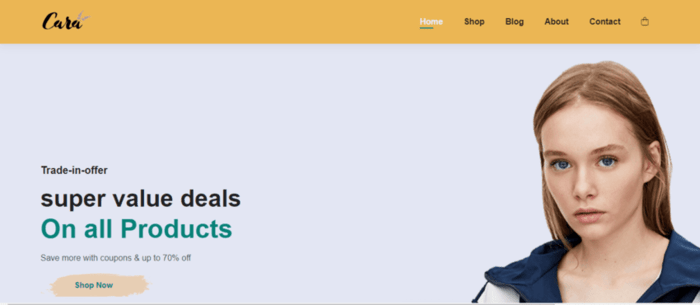 Cara
Home Shop Blog About Contact
Trade-in-offer
super value deals
On all Products
Save more with coupons & up to 70% off
Shop Now